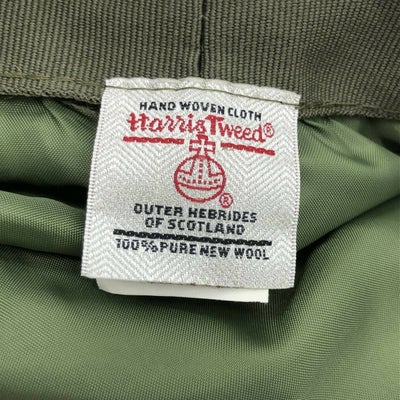 HAND WOVEN CLOTH
Harris Tweed®
®
OUTER HEBRIDES
OF SCOTLAND
100% PURE NEW WOOL